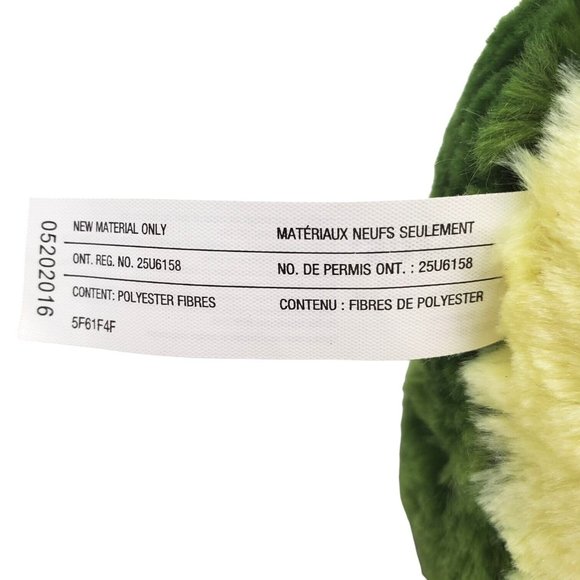 05202016
NEW MATERIAL ONLY
MATÉRIAUX NEUFS SEULEMENT
ONT. REG. NO. 25U6158
NO. DE PERMIS ONT. : 25U6158
CONTENT: POLYESTER FIBRES
CONTENU : FIBRES DE POLYESTER
5F61F4F